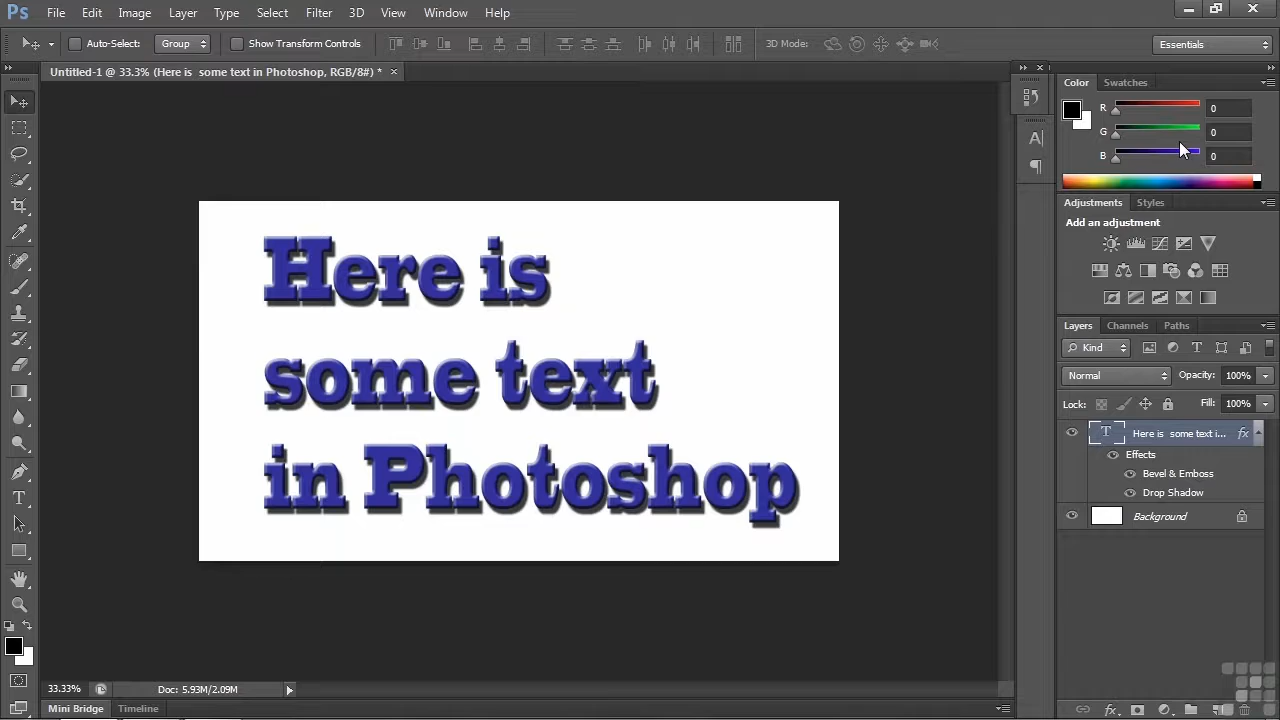 Ps File Edit Image Layer Type Select Filter 3D View Window Help
Auto-Select: Group Show Transform Controls 3D Mode: Essentials
Untitled-1 @ 33.3% (Here is  some text in Photoshop, RGB/8#) * ×
Color Swatches
R 0
G 0
B 0
Adjustments Styles
Add an adjustment
Layers Channels Paths
Kind
Normal Opacity: 100%
Lock: Fill: 100%
Here is  some text i... fx
Effects
Bevel & Emboss
Drop Shadow
Background
Here is
some text
in Photoshop
33.33% Doc: 5.93M/2.09M
Mini Bridge Timeline